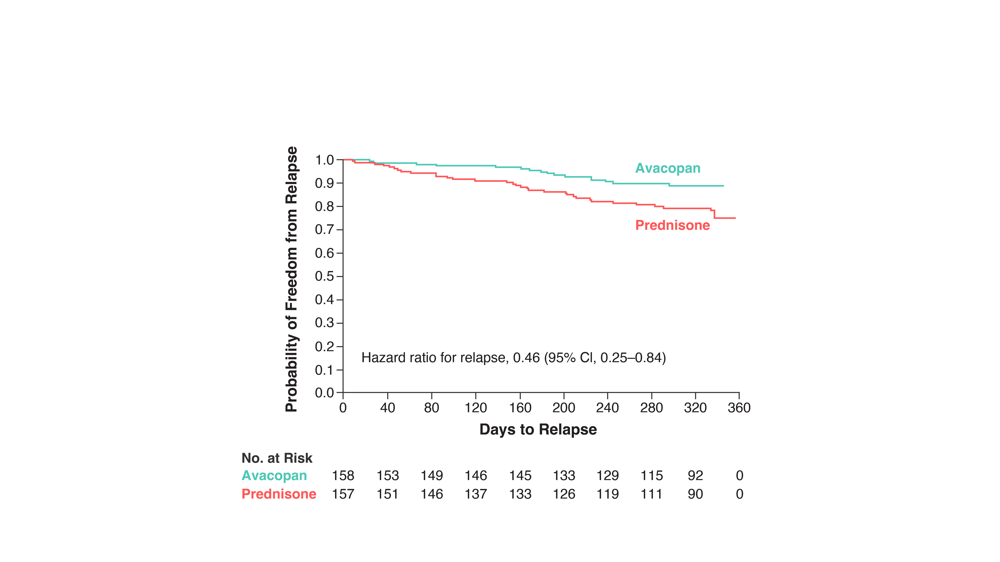 Probability of Freedom from Relapse
1.0
0.9
0.8
0.7
0.6
0.5
0.4
0.3
0.2
0.1
0.0
Avacopan
Prednisone
Hazard ratio for relapse, 0.46 (95% CI, 0.25–0.84)
0 40 80 120 160 200 240 280 320 360
Days to Relapse
No. at Risk
Avacopan 158 153 149 146 145 133 129 115 92 0
Prednisone 157 151 146 137 133 126 119 111 90 0